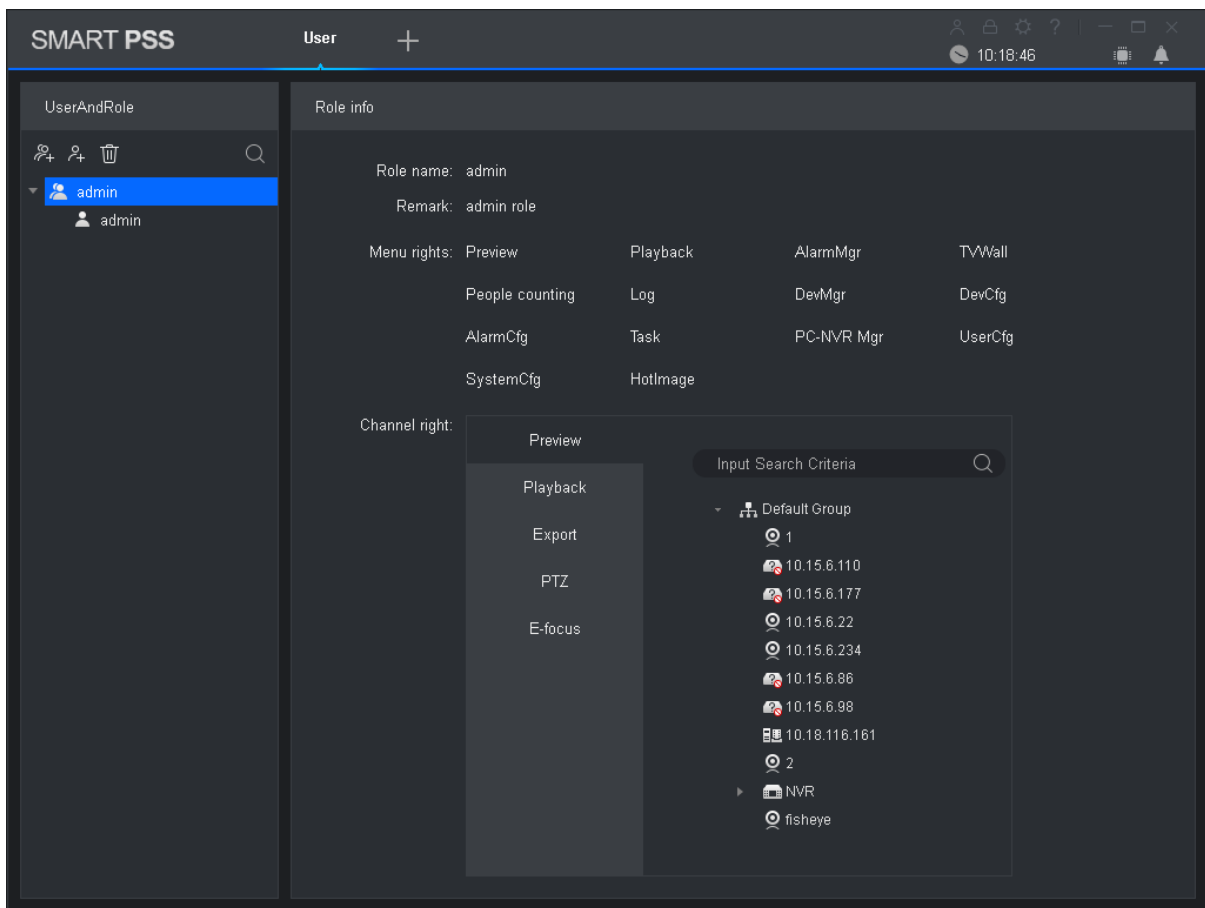 SMART PSS
User
10:18:46
UserAndRole
Role info
admin
admin
Role name: admin
Remark: admin role
Menu rights: Preview Playback AlarmMgr TVWall
People counting Log DevMgr DevCfg
AlarmCfg Task PC-NVR Mgr UserCfg
SystemCfg HotImage
Channel right:
Preview
Playback
Export
PTZ
E-focus
Input Search Criteria
Default Group
1
10.15.6.110
10.15.6.177
10.15.6.22
10.15.6.234
10.15.6.86
10.15.6.98
10.18.116.161
2
NVR
fisheye